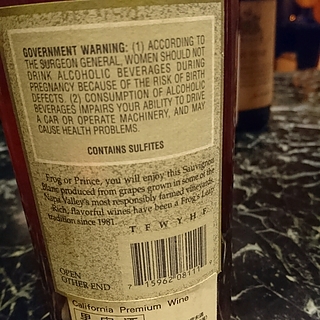 GOVERNMENT WARNING: (1) ACCORDING TO
THE SURGEON GENERAL, WOMEN SHOULD NOT
DRINK ALCOHOLIC BEVERAGES DURING
PREGNANCY BECAUSE OF THE RISK OF BIRTH
DEFECTS. (2) CONSUMPTION OF ALCOHOLIC
BEVERAGES IMPAIRS YOUR ABILITY TO DRIVE
A CAR OR OPERATE MACHINERY, AND MAY
CAUSE HEALTH PROBLEMS.
CONTAINS SULFITES
Frog or Prince, you will enjoy this Sauvignon
Blanc produced from grapes grown in some of the
Napa Valley's most responsibly farmed vineyards.
Rich, flavorful wines have been a Frog's Leap
tradition since 1981.
T F W Y H F
OPEN
OTHER END
7 15962 08111
California Premium Wine